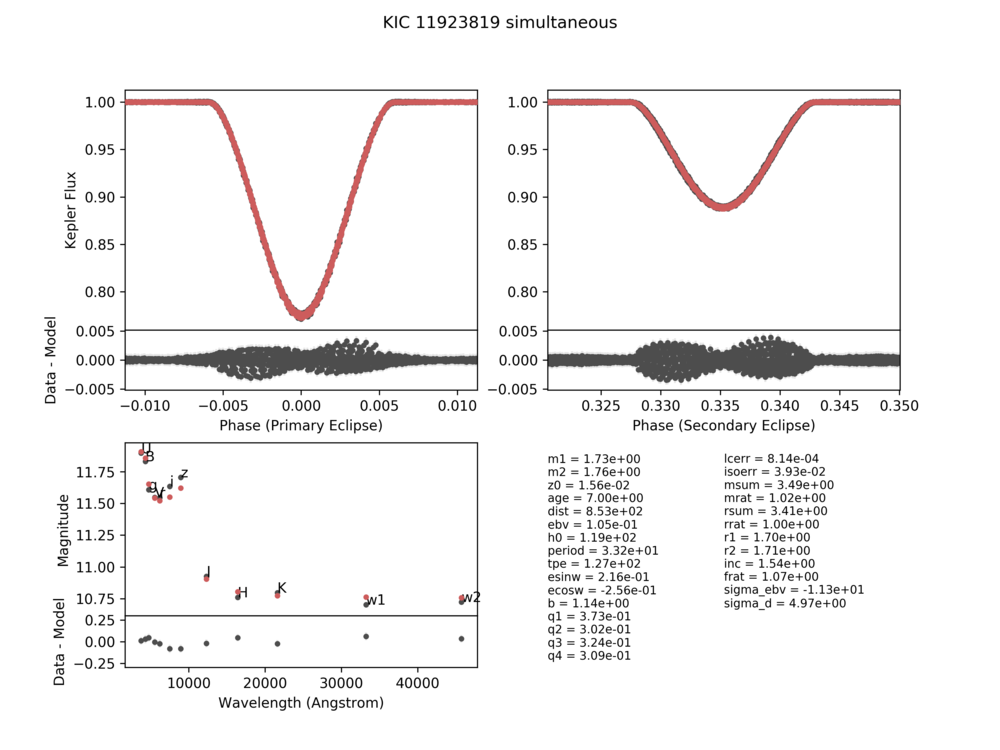 KIC 11923819 simultaneous
1.00
0.95
0.90
0.85
0.80
Kepler Flux
0.005
0.000
−0.005
Data - Model
−0.010
−0.005
0.000
0.005
0.010
Phase (Primary Eclipse)
1.00
0.95
0.90
0.85
0.80
0.005
0.000
−0.005
0.325
0.330
0.335
0.340
0.345
0.350
Phase (Secondary Eclipse)
11.75
11.50
11.25
11.00
10.75
Magnitude
U
B
g
V
r
i
z
J
H
K
w1
w2
0.25
0.00
−0.25
Data - Model
10000
20000
30000
40000
Wavelength (Angstrom)
m1 = 1.73e+00
m2 = 1.76e+00
z0 = 1.56e-02
age = 7.00e+00
dist = 8.53e+02
ebv = 1.05e-01
h0 = 1.19e+02
period = 3.32e+01
tpe = 1.27e+02
esinw = 2.16e-01
ecosw = -2.56e-01
b = 1.14e+00
q1 = 3.73e-01
q2 = 3.02e-01
q3 = 3.24e-01
q4 = 3.09e-01
lcerr = 8.14e-04
isoerr = 3.93e-02
msum = 3.49e+00
mrat = 1.02e+00
rsum = 3.41e+00
rrat = 1.00e+00
r1 = 1.70e+00
r2 = 1.71e+00
inc = 1.54e+00
frat = 1.07e+00
sigma_ebv = -1.13e+01
sigma_d = 4.97e+00